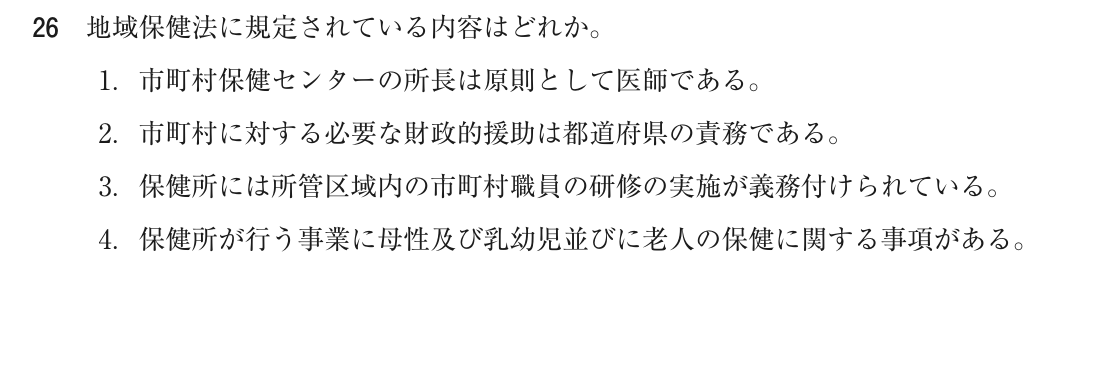 26 地域保健法に規定されている内容はどれか。
1. 市町村保健センターの所長は原則として医師である。
2. 市町村に対する必要な財政的援助は都道府県の責務である。
3. 保健所には所管区域内の市町村職員の研修の実施が義務付けられている。
4. 保健所が行う事業に母性及び乳幼児並びに老人の保健に関する事項がある。